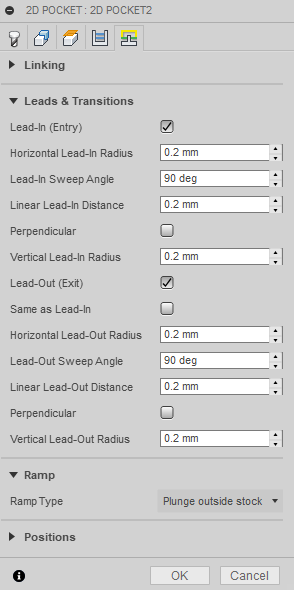 2D POCKET : 2D POCKET2
Linking
Leads & Transitions
Lead-In (Entry)
Horizontal Lead-In Radius 0.2 mm
Lead-In Sweep Angle 90 deg
Linear Lead-In Distance 0.2 mm
Perpendicular
Vertical Lead-In Radius 0.2 mm
Lead-Out (Exit)
Same as Lead-In
Horizontal Lead-Out Radius 0.2 mm
Lead-Out Sweep Angle 90 deg
Linear Lead-Out Distance 0.2 mm
Perpendicular
Vertical Lead-Out Radius 0.2 mm
Ramp
Ramp Type Plunge outside stock
Positions
OK Cancel